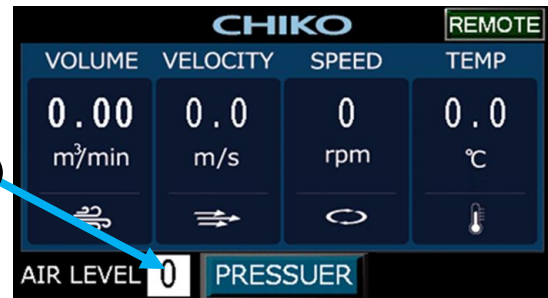 CHIKO REMOTE
VOLUME VELOCITY SPEED TEMP
0.00 0.0 0 0.0
m³/min m/s rpm ℃
AIR LEVEL 0 PRESSUER